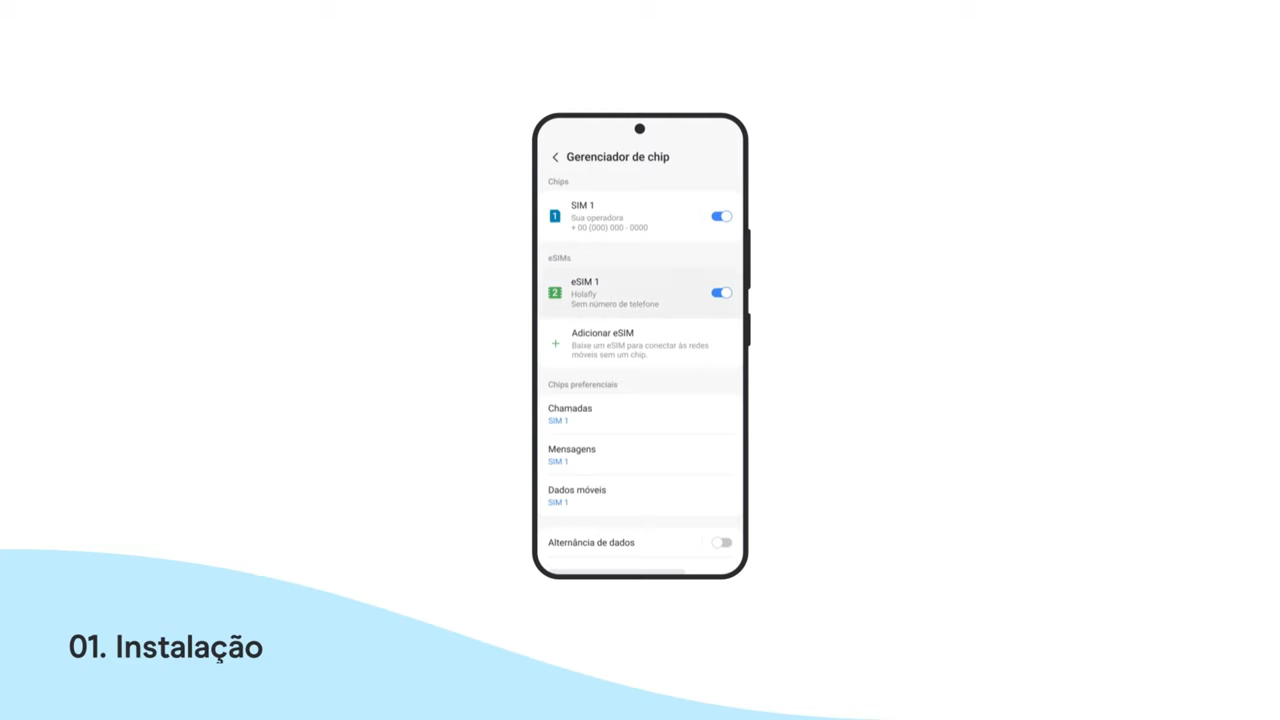 Gerenciador de chip
Chips
1
SIM 1
Sua operadora
+ 00 (000) 000 - 0000
eSIMs
2
eSIM 1
Holafly
Sem número de telefone
Adicionar eSIM
Baixe um eSIM para conectar às redes
móveis sem um chip.
Chips preferenciais
Chamadas
SIM 1
Mensagens
SIM 1
Dados móveis
SIM 1
Alternância de dados
01. Instalação